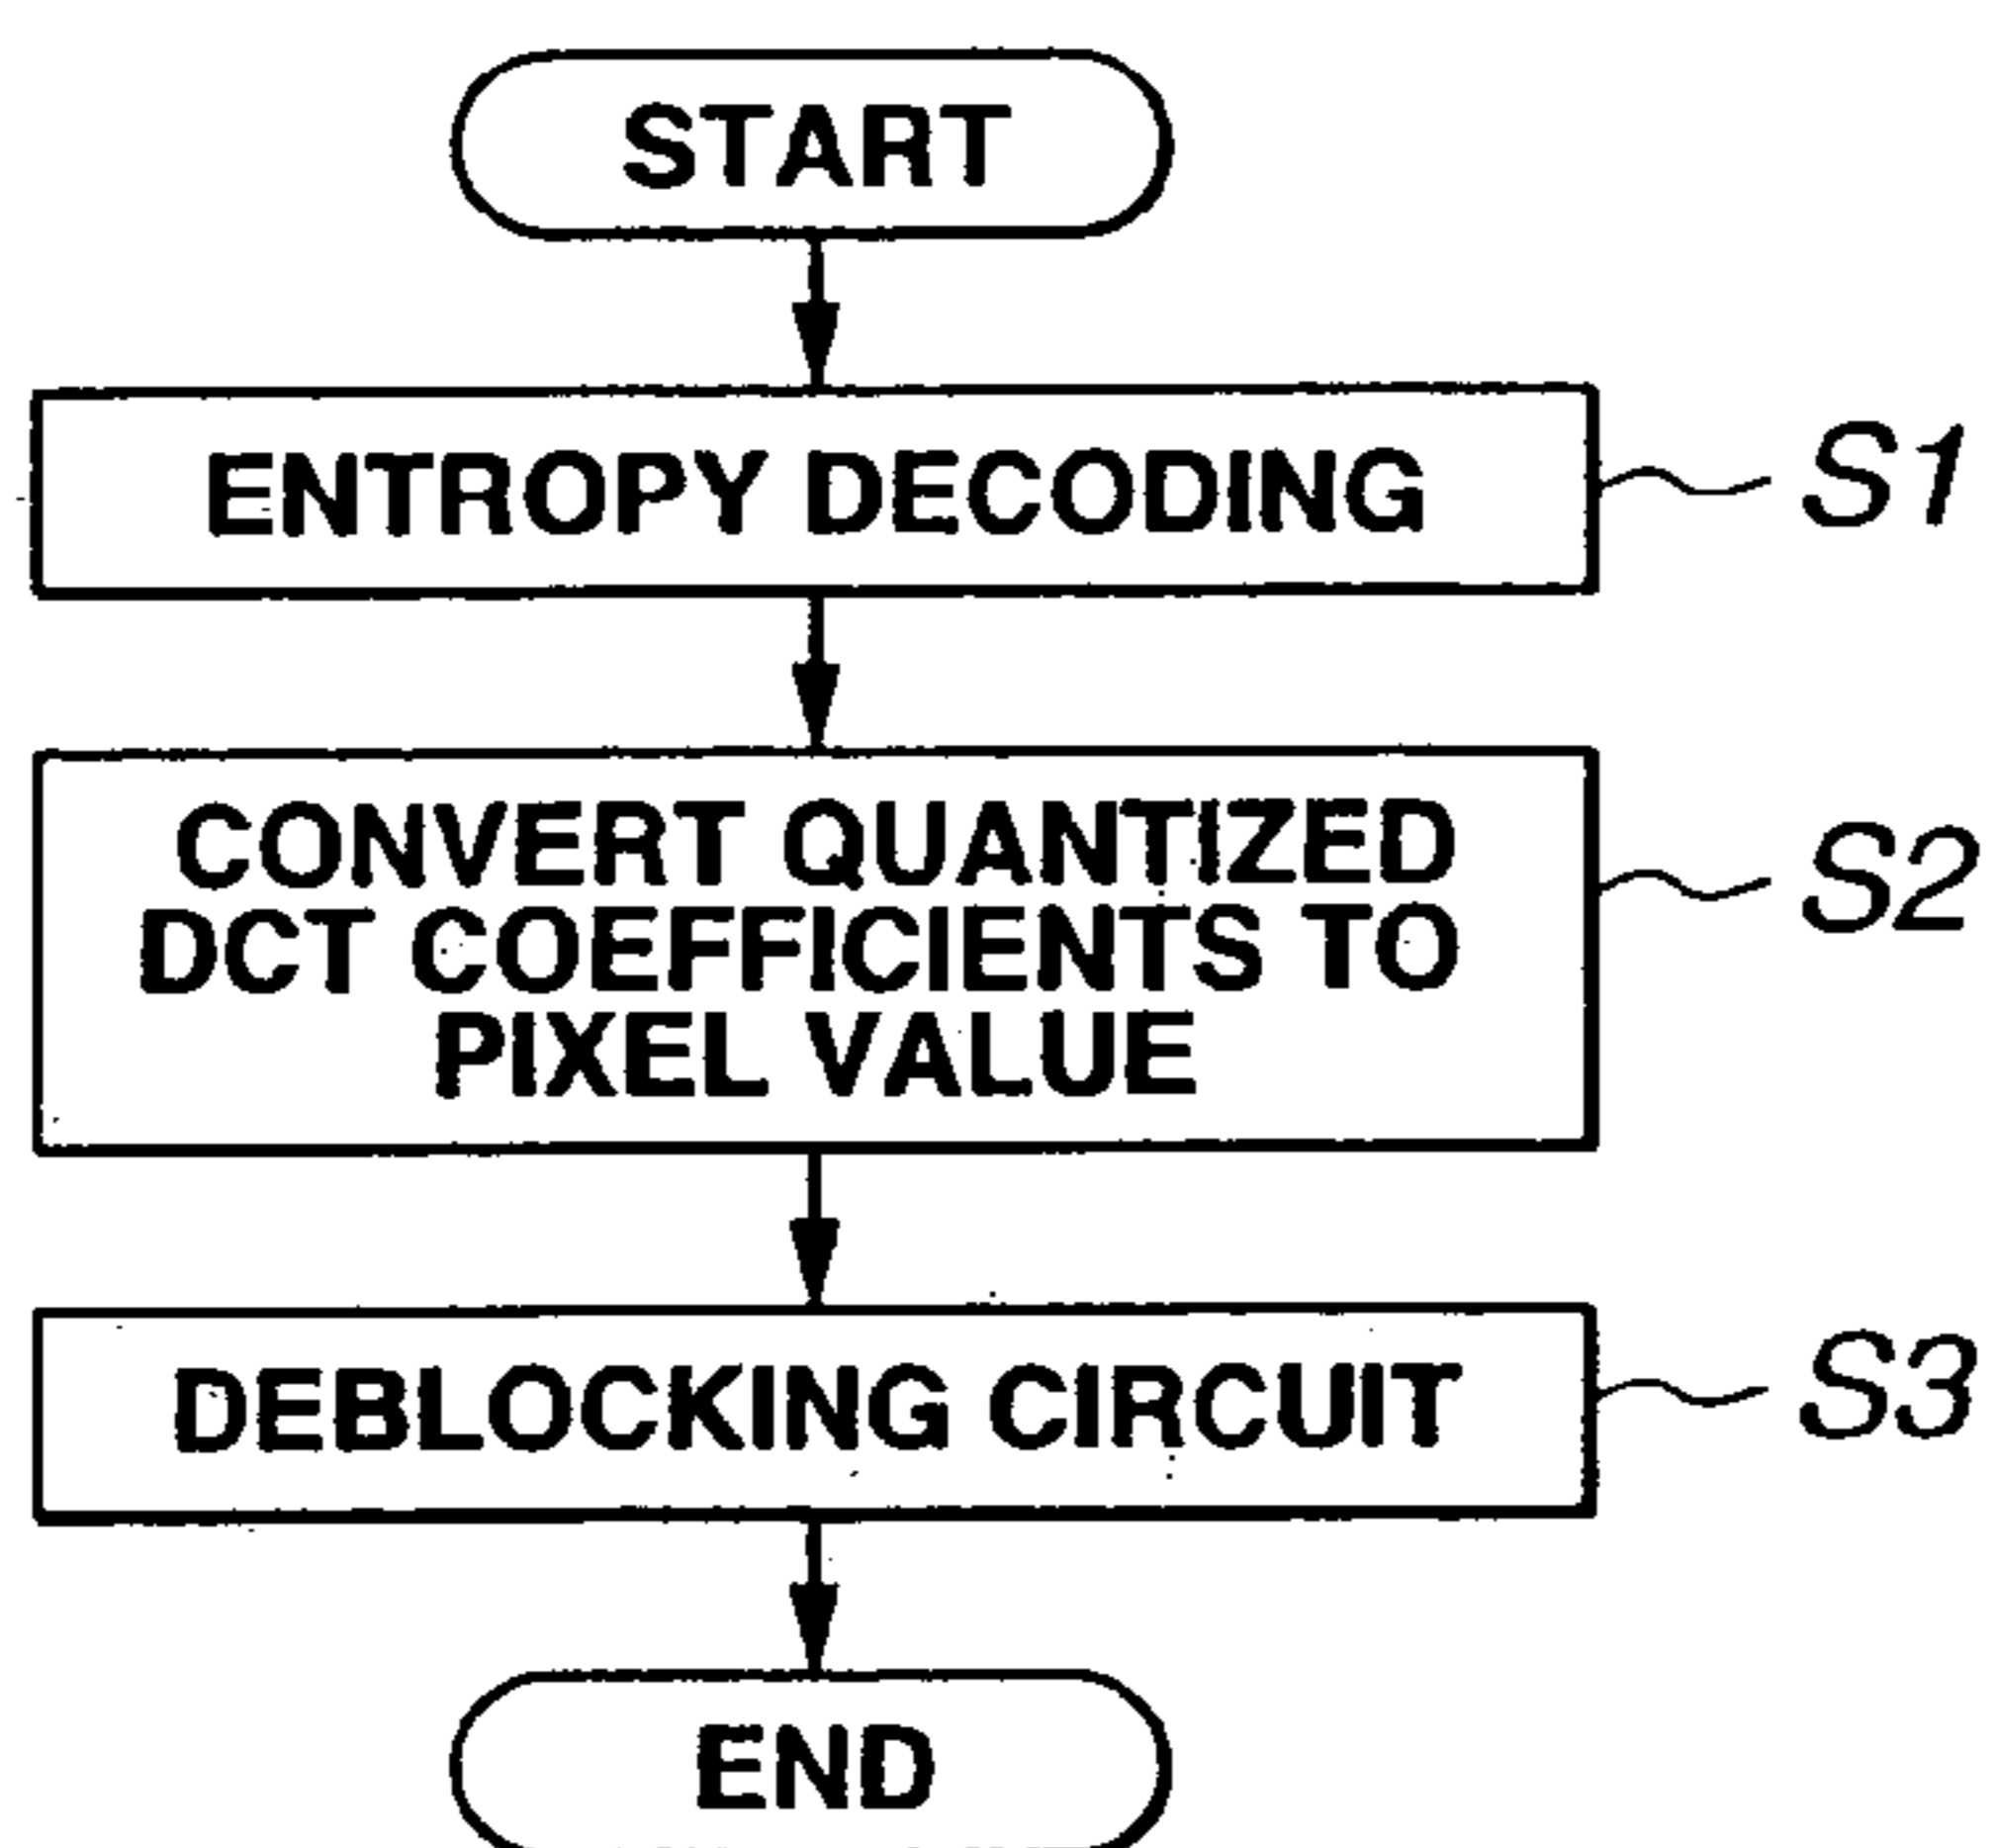 START
ENTROPY DECODING
S1
CONVERT QUANTIZED
DCT COEFFICIENTS TO
PIXEL VALUE
S2
DEBLOCKING CIRCUIT
S3
END